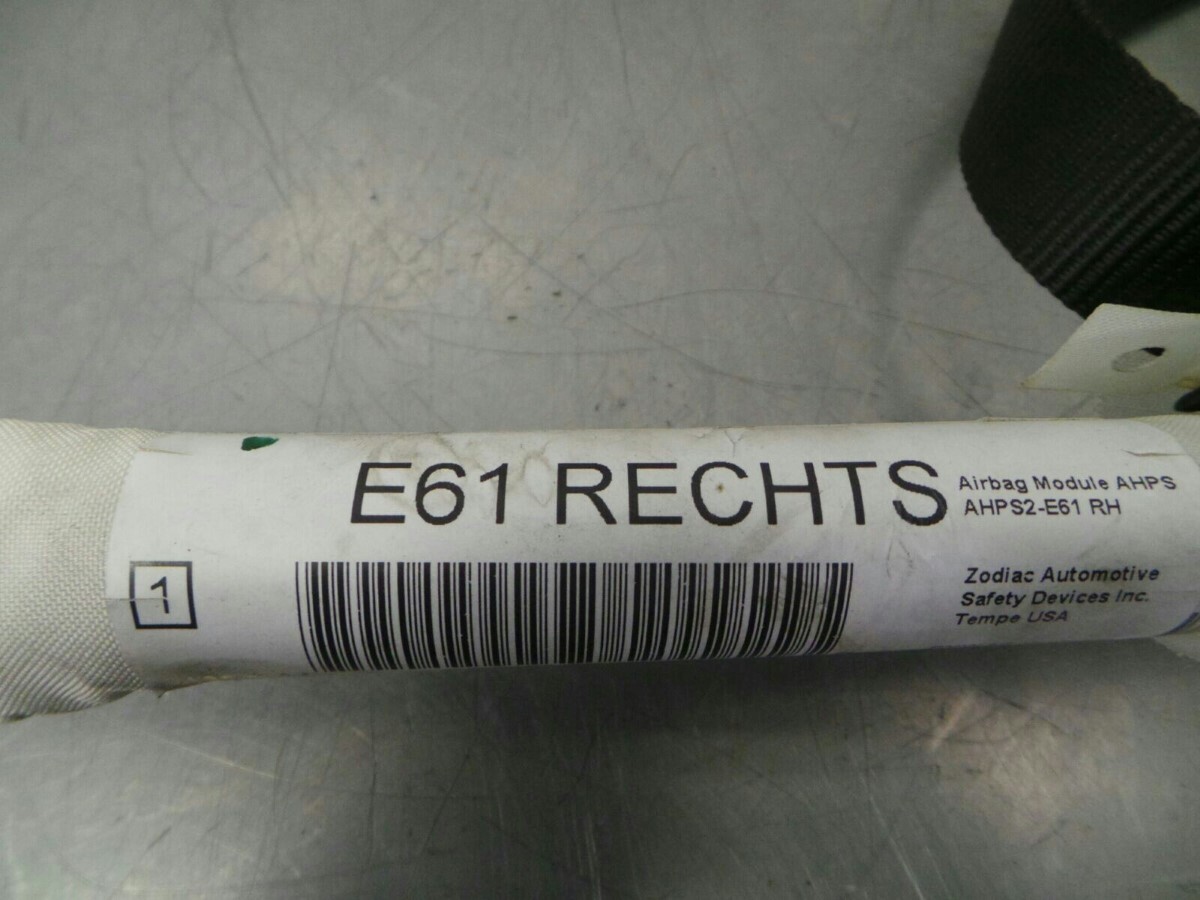 E61 RECHTS
Airbag Module AHPS
AHPS2-E61 RH
1
Zodiac Automotive
Safety Devices Inc.
Tempe USA